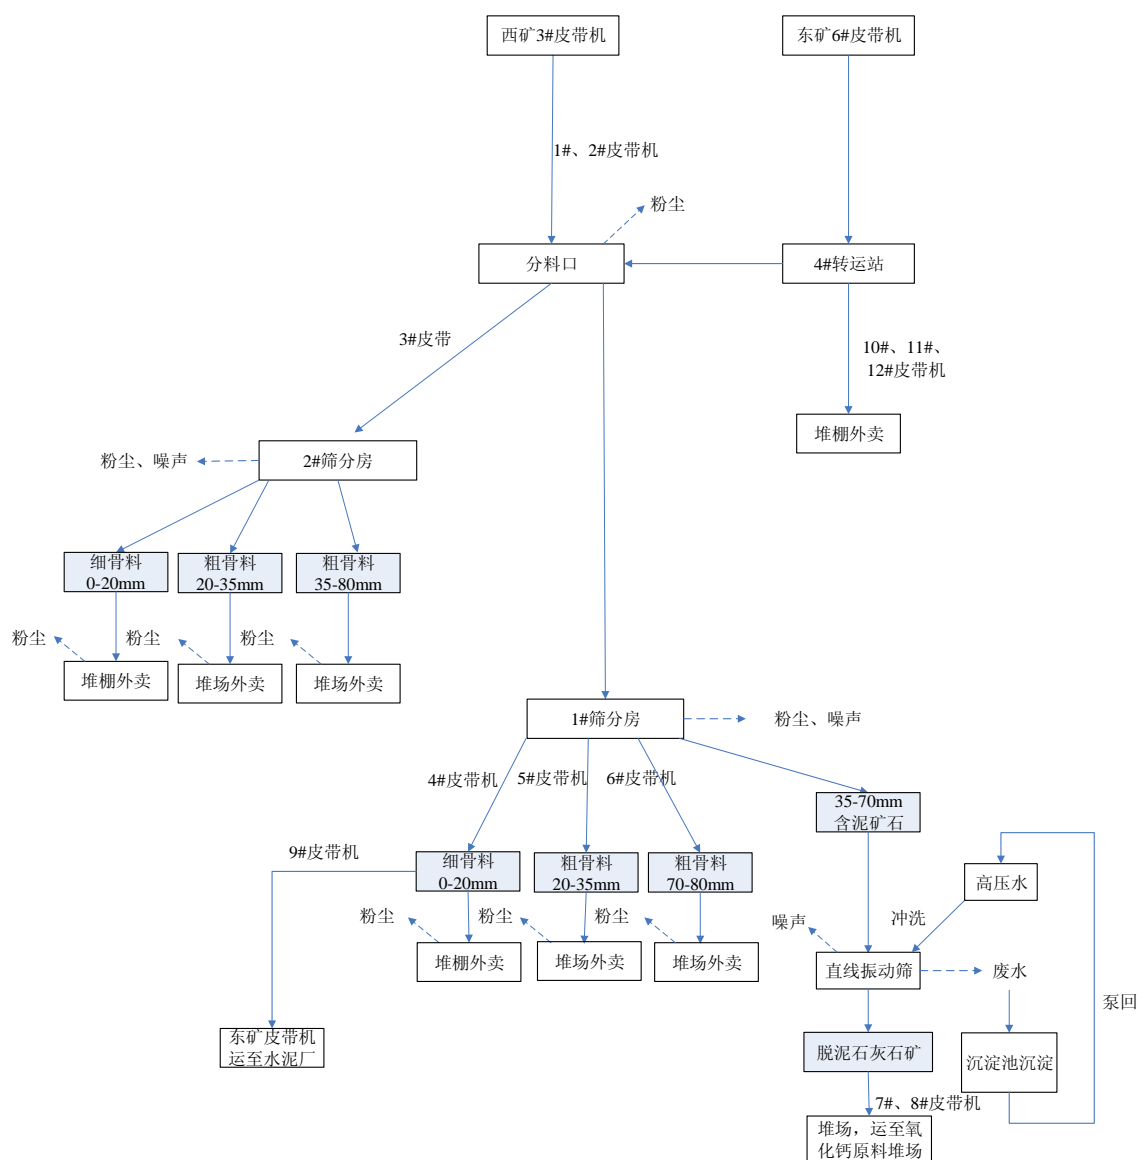 西矿3#皮带机
东矿6#皮带机
1#、2#皮带机
粉尘
分料口
4#转运站
3#皮带
10#、11#、
12#皮带机
堆棚外卖
粉尘、噪声
2#筛分房
细骨料
0-20mm
粗骨料
20-35mm
粗骨料
35-80mm
粉尘
粉尘
粉尘
堆棚外卖
堆场外卖
堆场外卖
1#筛分房
粉尘、噪声
4#皮带机
5#皮带机
6#皮带机
35-70mm
含泥矿石
9#皮带机
细骨料
0-20mm
粗骨料
20-35mm
粗骨料
70-80mm
高压水
粉尘
粉尘
粉尘
噪声
冲洗
堆棚外卖
堆场外卖
堆场外卖
直线振动筛
废水
泵回
东矿皮带机
运至水泥厂
脱泥石灰石矿
沉淀池沉淀
7#、8#皮带机
堆场，运至氧
化钙原料堆场